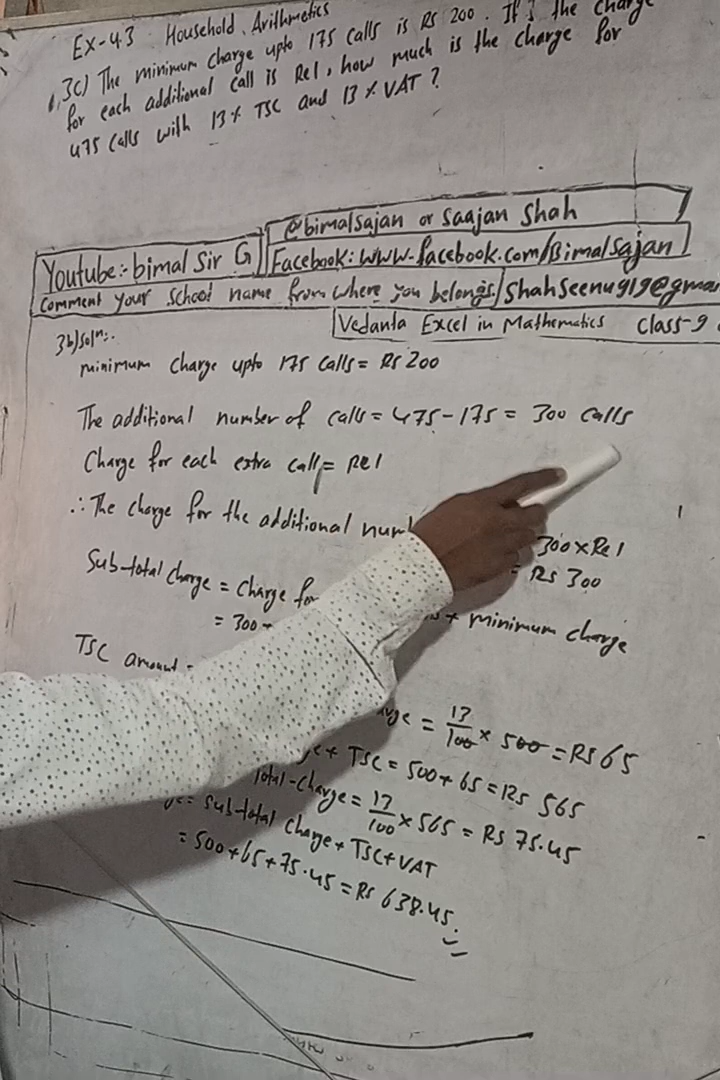 Ex-4.3 Household Arithmetics
3c) The minimum charge upto 175 calls is Rs 200. If the charge
for each additional call is Re1, how much is the charge for
475 calls with 13% TSC and 13% VAT?
@bimalsajan or Saajan Shah
Youtube:- bimal Sir G
Facebook: www.facebook.com/Bimalsajan
Comment your School name from where you belongs/Shahseenu919@gmai
Vedanta Excel in Mathematics Class-9
3b)soln:-
minimum charge upto 175 calls = Rs 200
The additional number of calls = 475-175 = 300 calls
Charge for each extra call = Re1
∴ The charge for the additional num
300×Re1
= Rs 300
Sub-total charge = charge for + minimum charge
= 300+
TSC amount =
= 13/100 × 500 = Rs 65
+ TSC = 500+65 = Rs 565
Total-charge = 13/100 × 565 = Rs 75.45
= Sub-total charge + TSC + VAT
= 500+65+75.45 = Rs 638.45